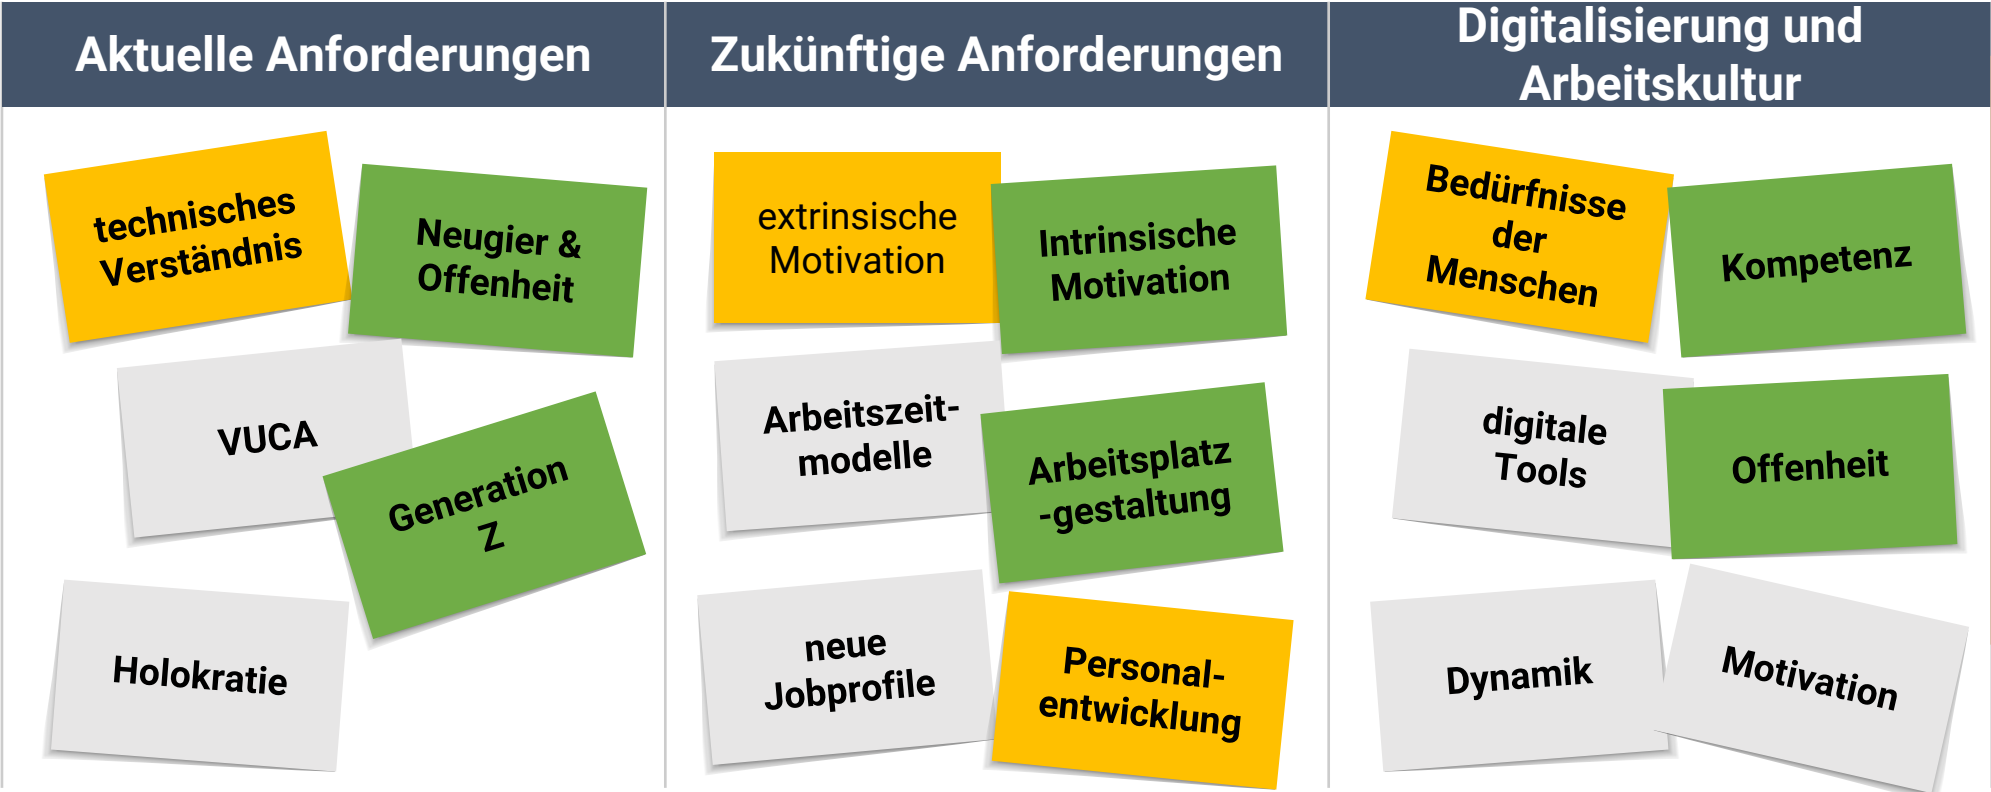 Aktuelle Anforderungen
technisches
Verständnis
Neugier &
Offenheit
VUCA
Generation
Z
Holokratie
Zukünftige Anforderungen
extrinsische
Motivation
Intrinsische
Motivation
Arbeitszeit-
modelle
Arbeitsplatz
-gestaltung
neue
Jobprofile
Personal-
entwicklung
Digitalisierung und
Arbeitskultur
Bedürfnisse
der
Menschen
Kompetenz
digitale
Tools
Offenheit
Dynamik
Motivation